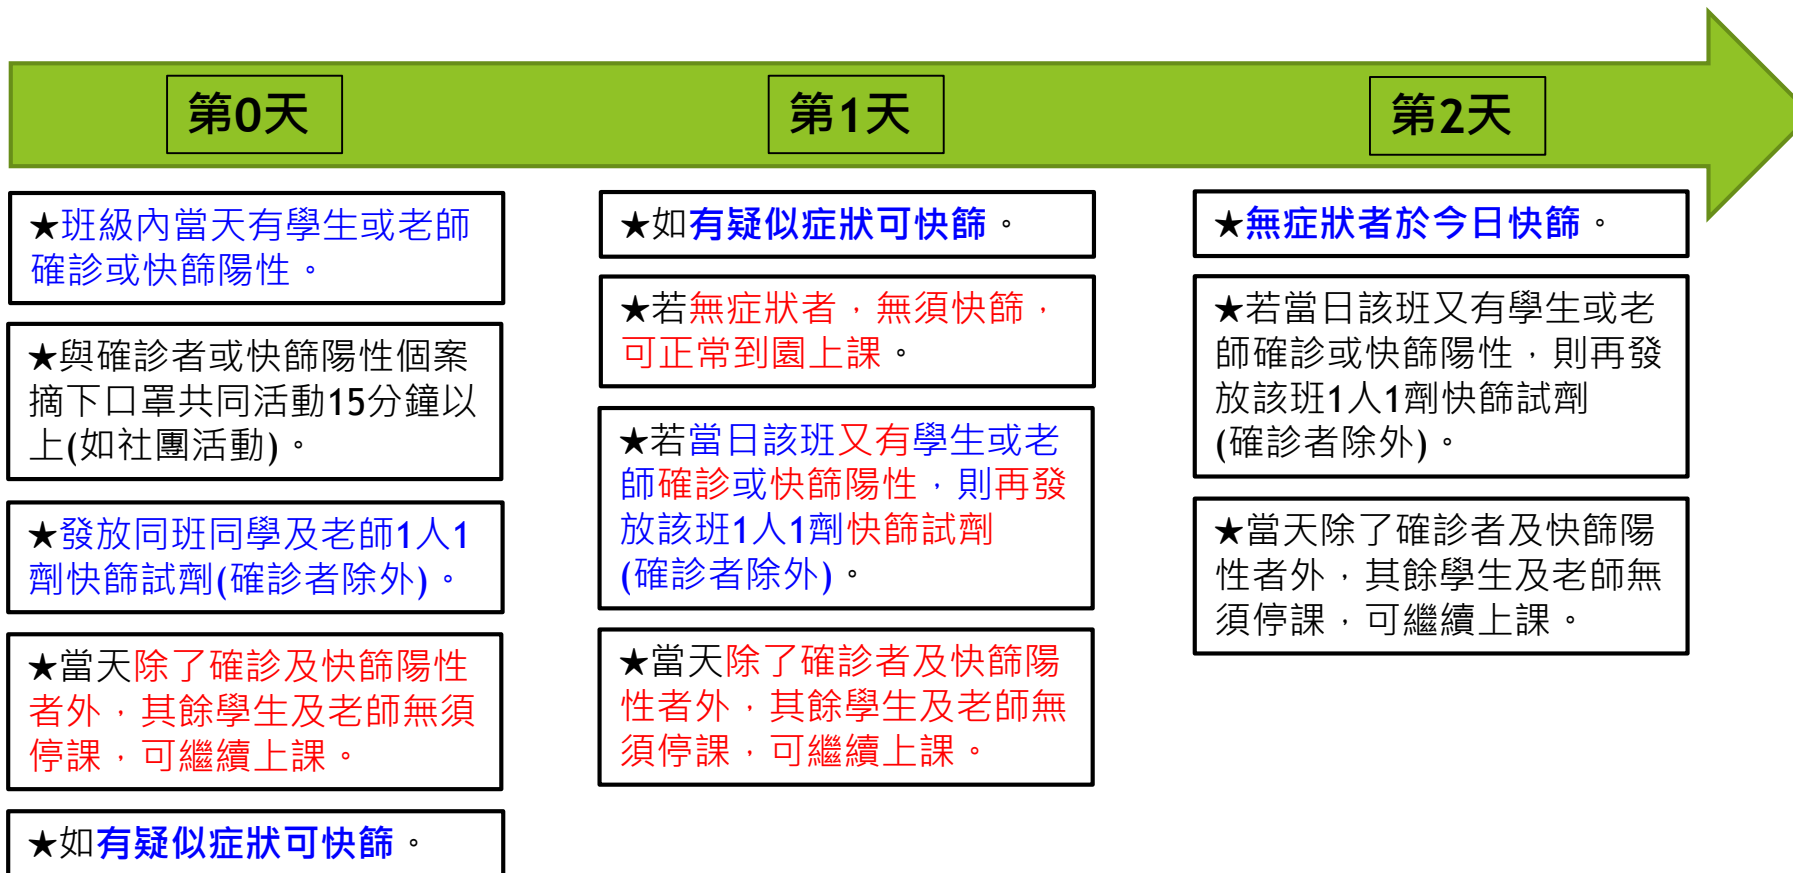 第0天
第1天
第2天
★班級內當天有學生或老師
確診或快篩陽性。
★與確診者或快篩陽性個案
摘下口罩共同活動15分鐘以
上(如社團活動)。
★發放同班同學及老師1人1
劑快篩試劑(確診者除外)。
★當天除了確診及快篩陽性
者外，其餘學生及老師無須
停課，可繼續上課。
★如有疑似症狀可快篩。
★如有疑似症狀可快篩。
★若無症狀者，無須快篩，
可正常到園上課。
★若當日該班又有學生或老
師確診或快篩陽性，則再發
放該班1人1劑快篩試劑
(確診者除外)。
★當天除了確診者及快篩陽
性者外，其餘學生及老師無
須停課，可繼續上課。
★無症狀者於今日快篩。
★若當日該班又有學生或老
師確診或快篩陽性，則再發
放該班1人1劑快篩試劑
(確診者除外)。
★當天除了確診者及快篩陽
性者外，其餘學生及老師無
須停課，可繼續上課。